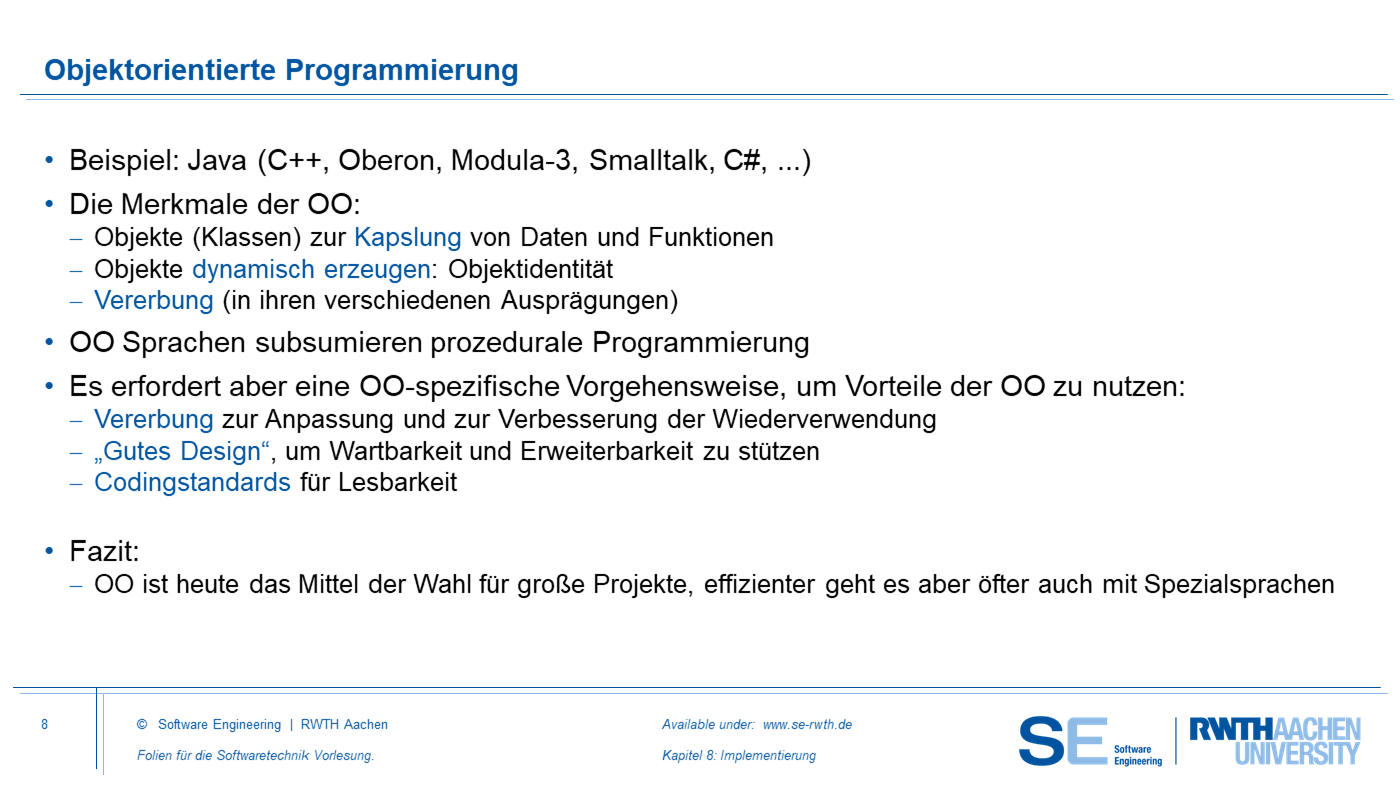 Objektorientierte Programmierung
• Beispiel: Java (C++, Oberon, Modula-3, Smalltalk, C#, ...)
• Die Merkmale der OO:
– Objekte (Klassen) zur Kapslung von Daten und Funktionen
– Objekte dynamisch erzeugen: Objektidentität
– Vererbung (in ihren verschiedenen Ausprägungen)
• OO Sprachen subsumieren prozedurale Programmierung
• Es erfordert aber eine OO-spezifische Vorgehensweise, um Vorteile der OO zu nutzen:
– Vererbung zur Anpassung und zur Verbesserung der Wiederverwendung
– „Gutes Design“, um Wartbarkeit und Erweiterbarkeit zu stützen
– Codingstandards für Lesbarkeit
• Fazit:
– OO ist heute das Mittel der Wahl für große Projekte, effizienter geht es aber öfter auch mit Spezialsprachen
8
© Software Engineering | RWTH Aachen
Folien für die Softwaretechnik Vorlesung.
Available under: www.se-rwth.de
Kapitel 8: Implementierung
SE Software
Engineering
RWTHAACHEN
UNIVERSITY